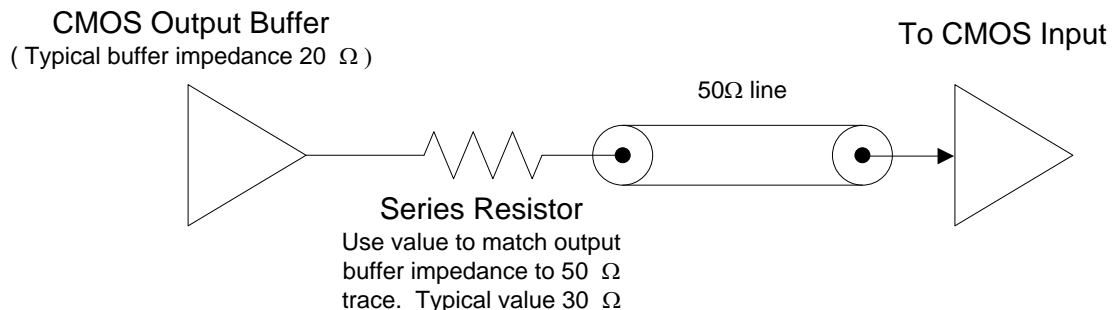 CMOS Output Buffer
( Typical buffer impedance 20 Ω )
To CMOS Input
50Ω line
Series Resistor
Use value to match output
buffer impedance to 50 Ω
trace. Typical value 30 Ω